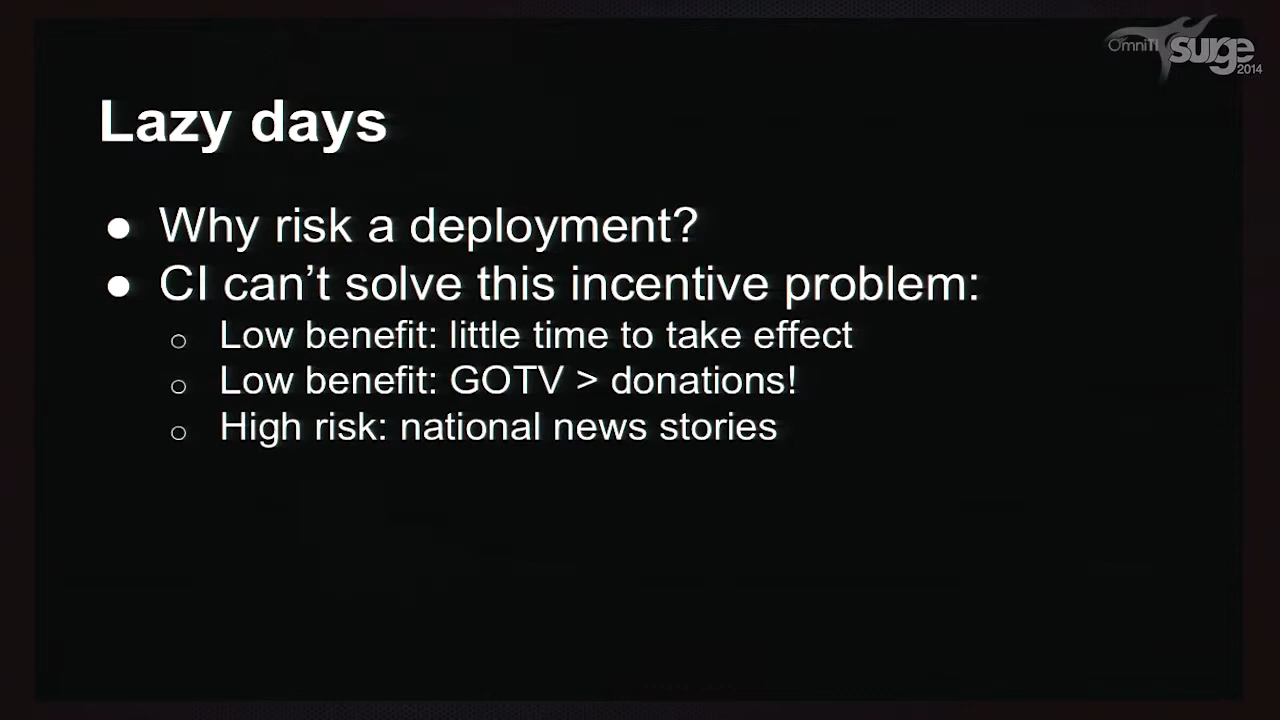 OmniTI surge 2014
Lazy days
● Why risk a deployment?
● CI can’t solve this incentive problem:
○ Low benefit: little time to take effect
○ Low benefit: GOTV > donations!
○ High risk: national news stories